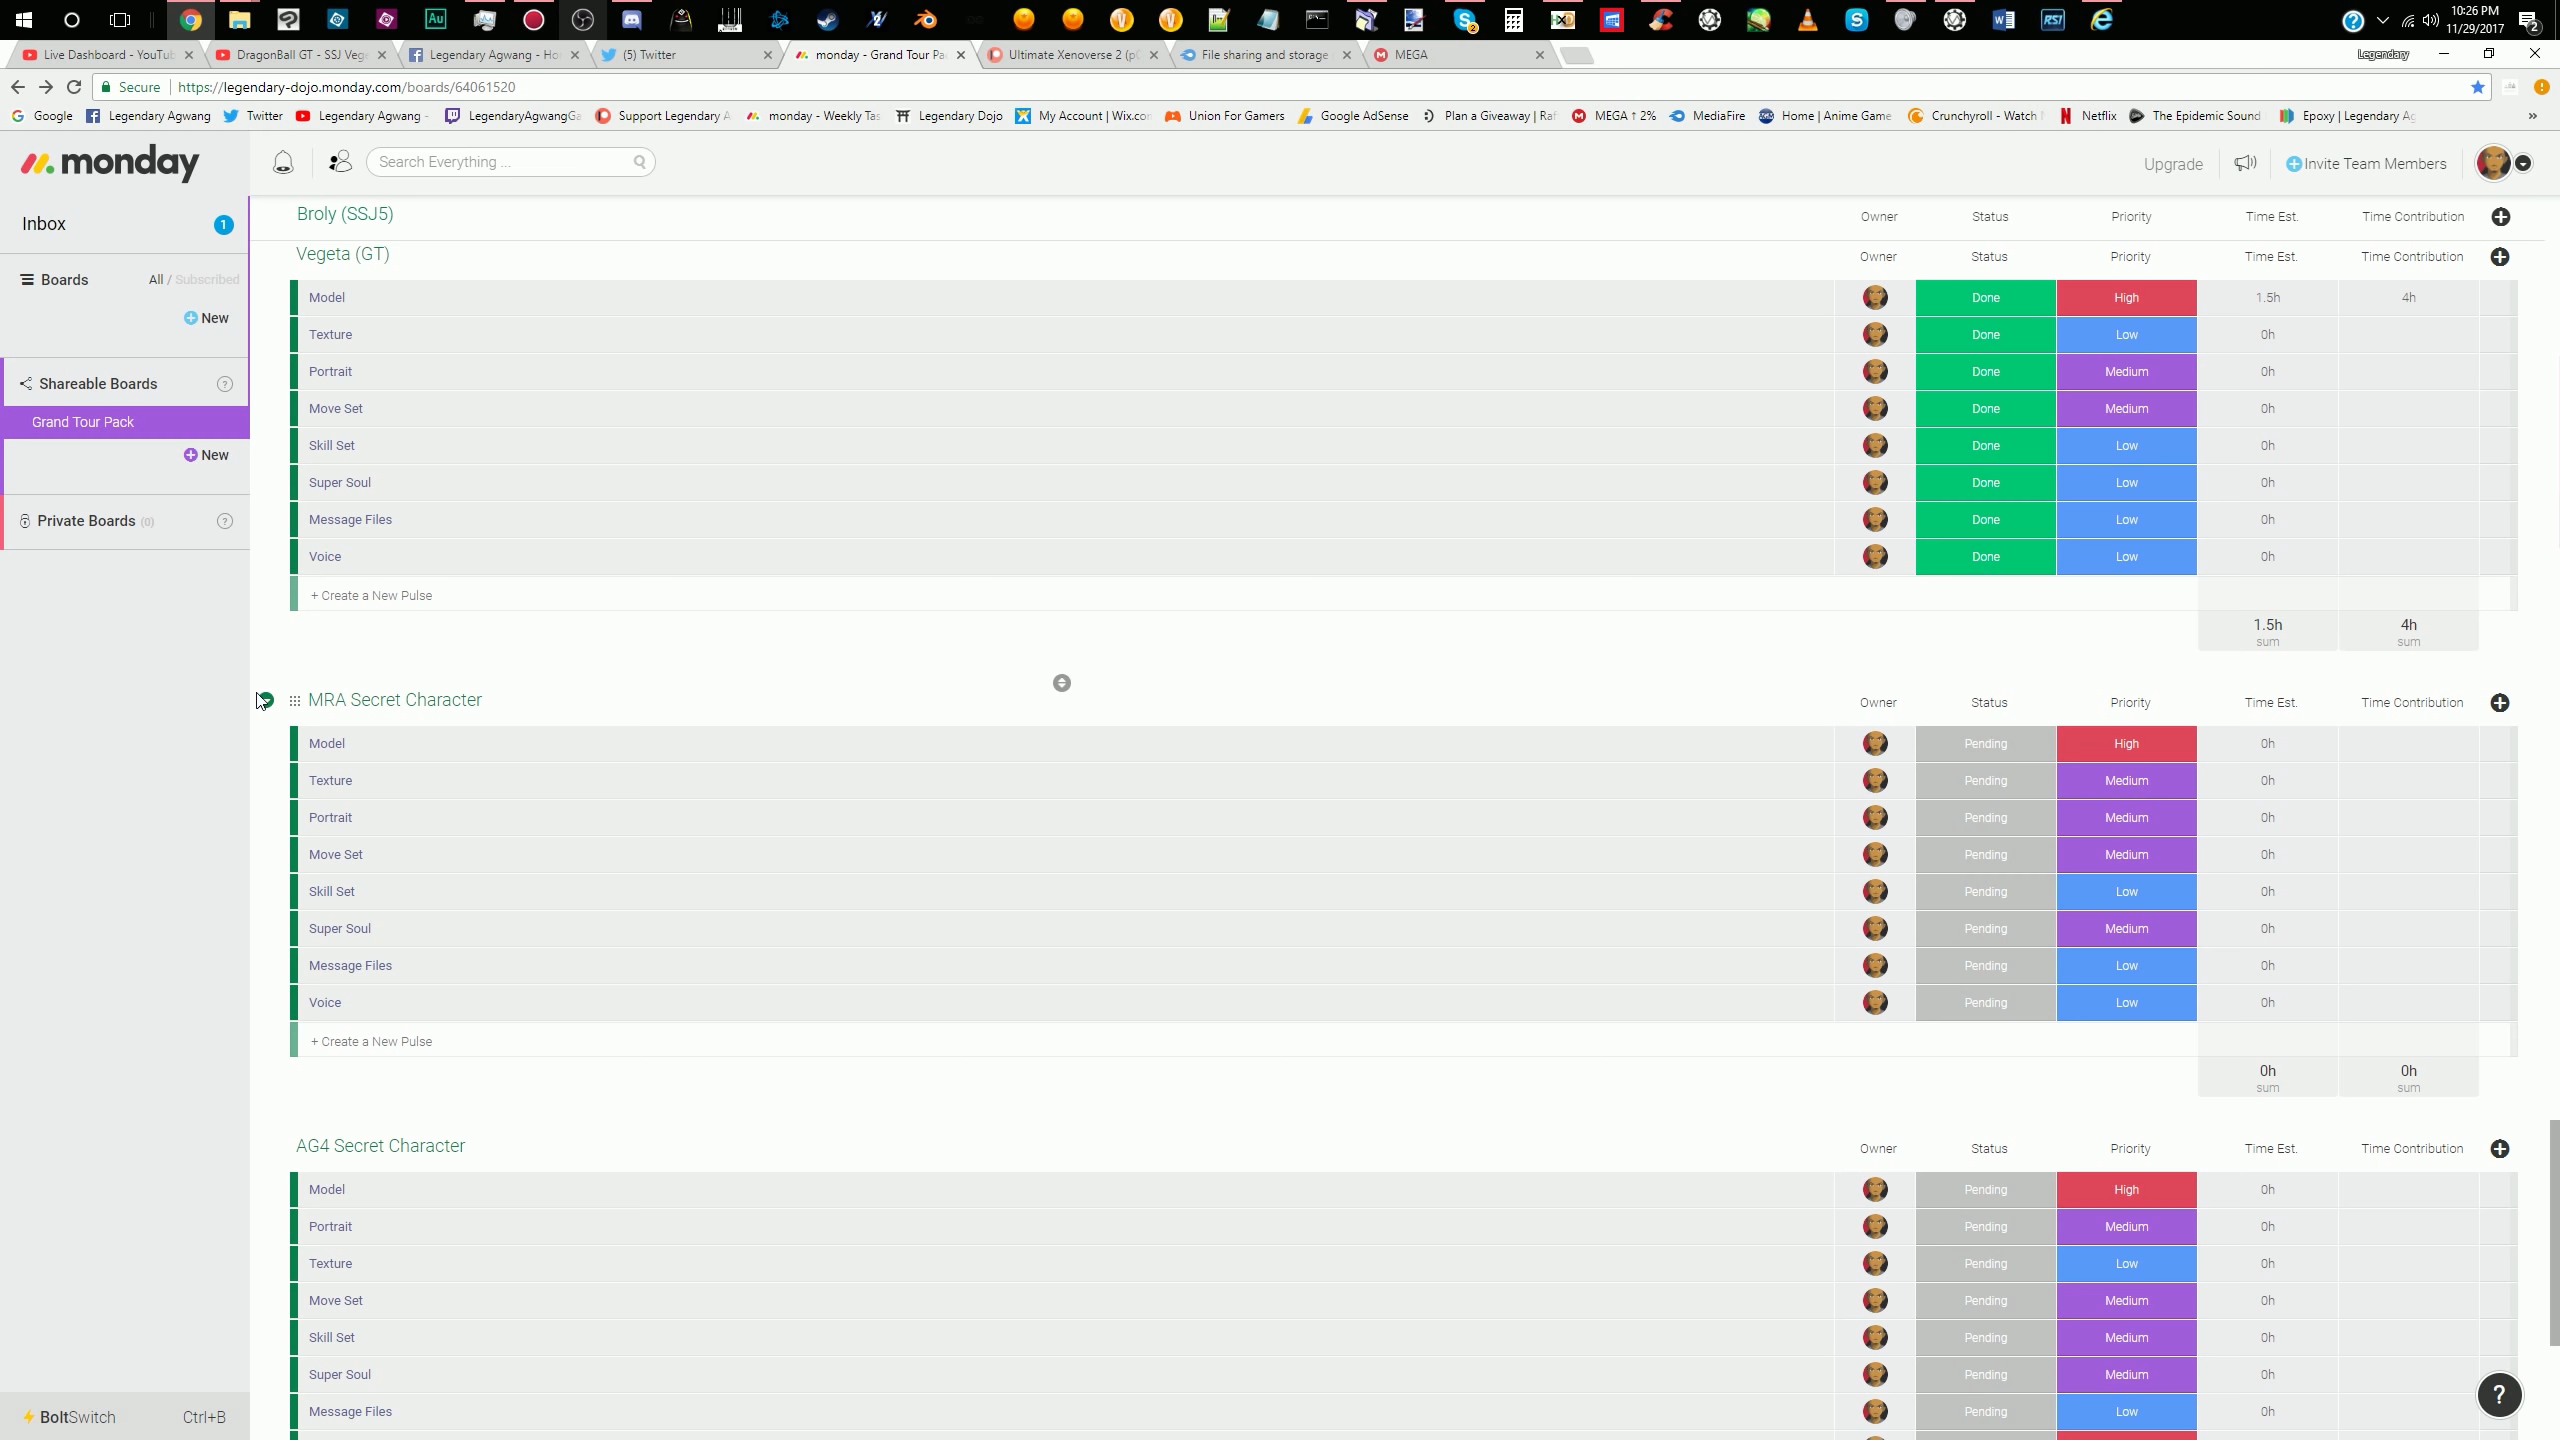 10:26 PM
11/29/2017
2
Live Dashboard - YouTub
DragonBall GT - SSJ Vege
Legendary Agwang - Ho
(5) Twitter
monday - Grand Tour Pa
Ultimate Xenoverse 2 (p
File sharing and storage
MEGA
Legendary
Secure
https://legendary-dojo.monday.com/boards/64061520
Google
Legendary Agwang
Twitter
Legendary Agwang -
LegendaryAgwangGa
Support Legendary A
monday - Weekly Tas
Legendary Dojo
My Account | Wix.co
Union For Gamers
Google AdSense
Plan a Giveaway | Raf
MEGA ↑ 2%
MediaFire
Home | Anime Game
Crunchyroll - Watch
Netflix
The Epidemic Sound
Epoxy | Legendary Ag
»
monday
Search Everything ...
Upgrade
Invite Team Members
Inbox
1
Boards
All / Subscribed
New
Shareable Boards
?
Grand Tour Pack
New
Private Boards (0)
?
BoltSwitch
Ctrl+B
Broly (SSJ5) Owner Status Priority Time Est. Time Contribution
Vegeta (GT) Owner Status Priority Time Est. Time Contribution
Model Done High 1.5h 4h
Texture Done Low 0h
Portrait Done Medium 0h
Move Set Done Medium 0h
Skill Set Done Low 0h
Super Soul Done Low 0h
Message Files Done Low 0h
Voice Done Low 0h
+ Create a New Pulse
1.5h 4h
sum sum
MRA Secret Character Owner Status Priority Time Est. Time Contribution
Model Pending High 0h
Texture Pending Medium 0h
Portrait Pending Medium 0h
Move Set Pending Medium 0h
Skill Set Pending Low 0h
Super Soul Pending Medium 0h
Message Files Pending Low 0h
Voice Pending Low 0h
+ Create a New Pulse
0h 0h
sum sum
AG4 Secret Character Owner Status Priority Time Est. Time Contribution
Model Pending High 0h
Portrait Pending Medium 0h
Texture Pending Low 0h
Move Set Pending Medium 0h
Skill Set Pending Medium 0h
Super Soul Pending Medium 0h
Message Files Pending Low 0h
?